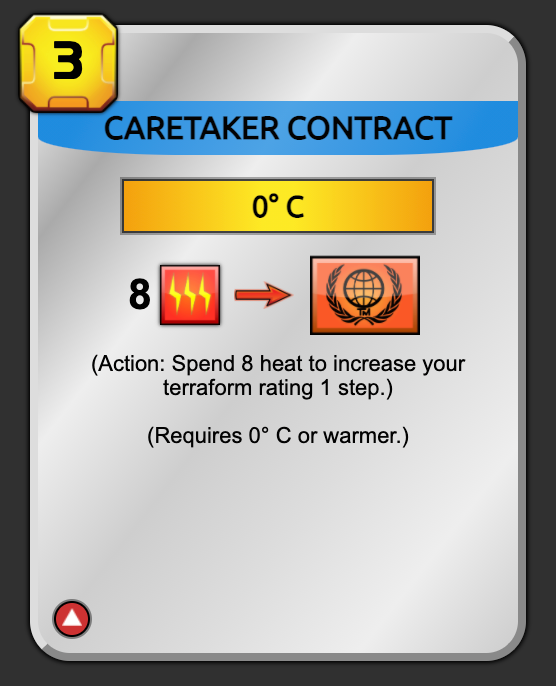 3
CARETAKER CONTRACT
0° C
8
TM
(Action: Spend 8 heat to increase your
terraform rating 1 step.)
(Requires 0° C or warmer.)